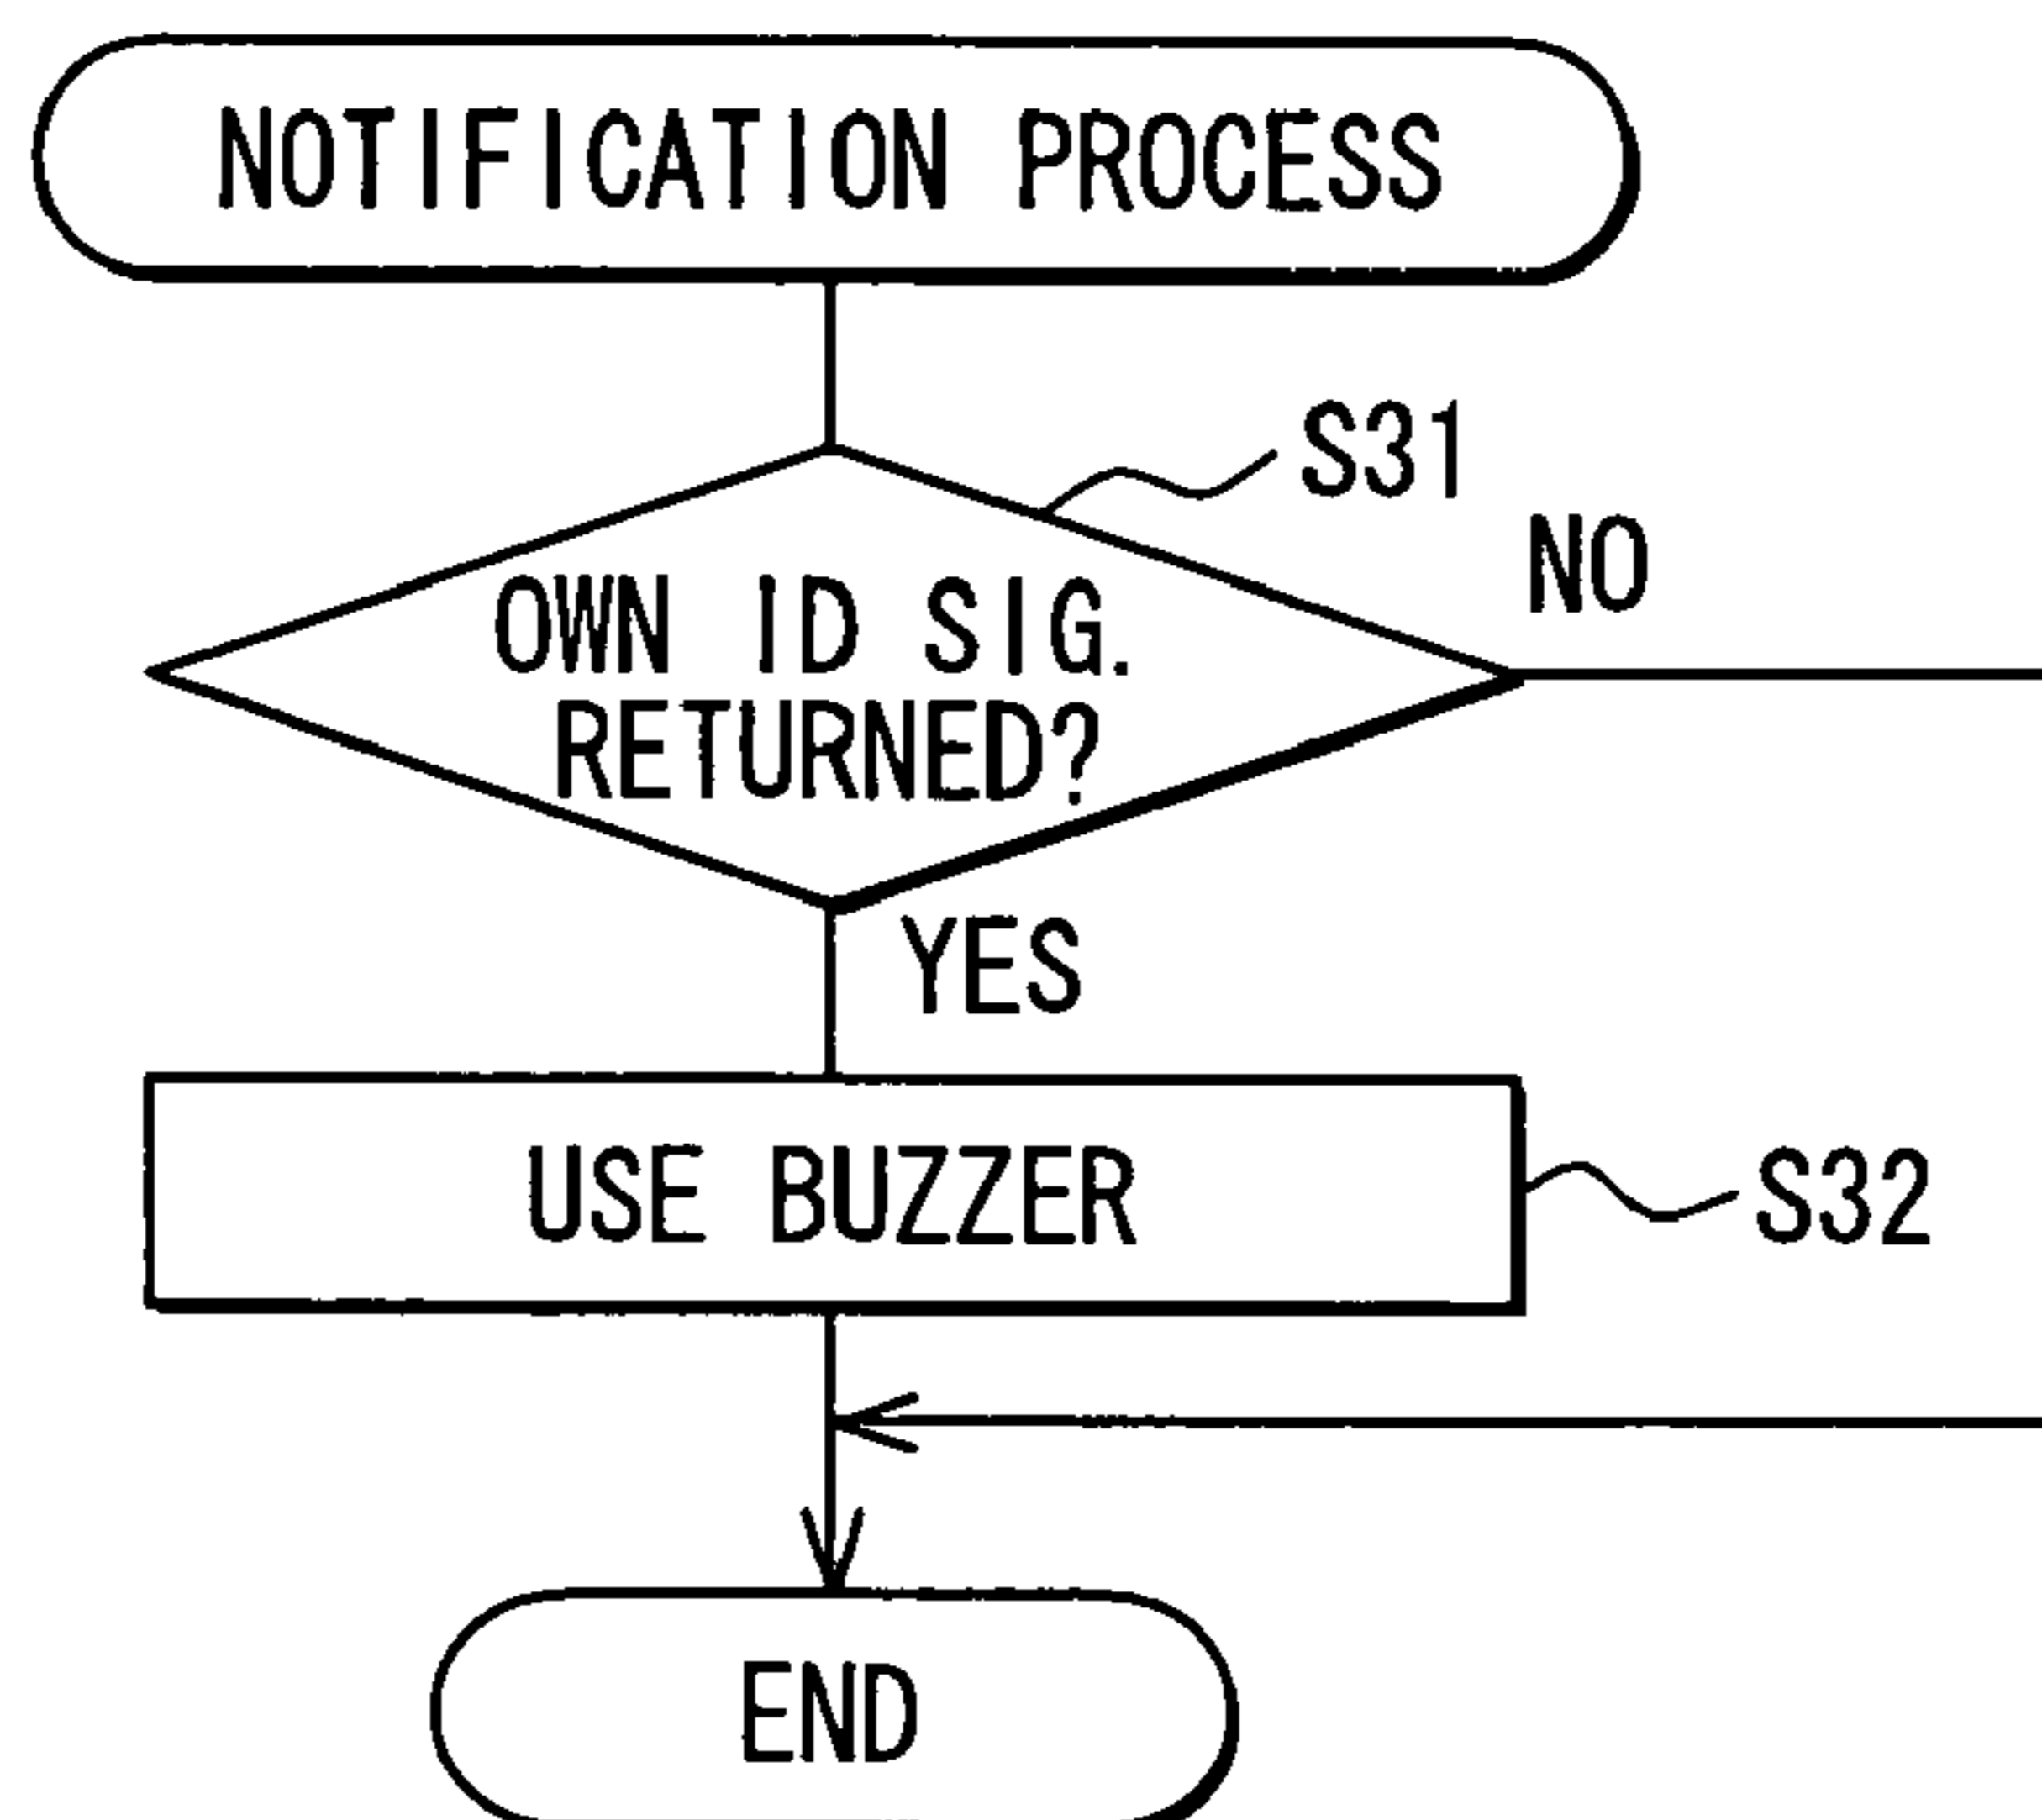 NOTIFICATION PROCESS
S31
NO
OWN ID SIG.
RETURNED?
YES
USE BUZZER
S32
END